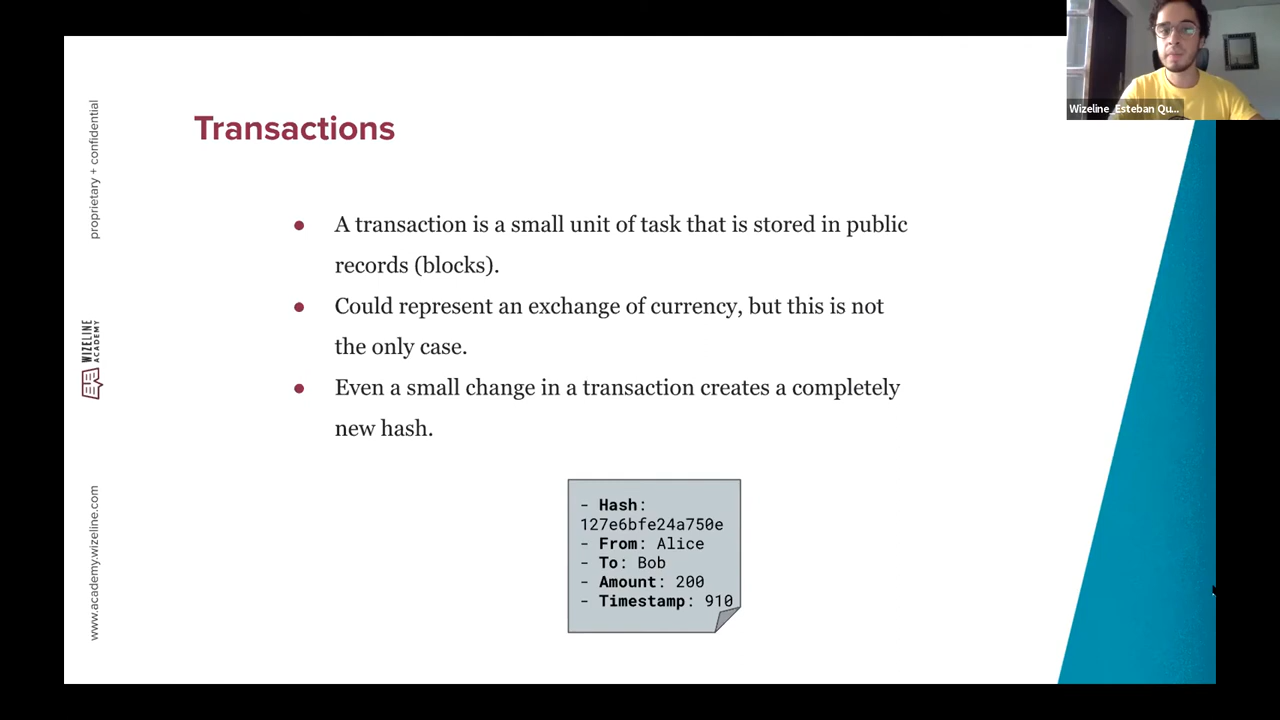 Wizeline_Esteban Qu...
proprietary + confidential
WIZELINE
ACADEMY
www.academy.wizeline.com
Transactions
● A transaction is a small unit of task that is stored in public
records (blocks).
● Could represent an exchange of currency, but this is not
the only case.
● Even a small change in a transaction creates a completely
new hash.
- Hash:
127e6bfe24a750e
- From: Alice
- To: Bob
- Amount: 200
- Timestamp: 910